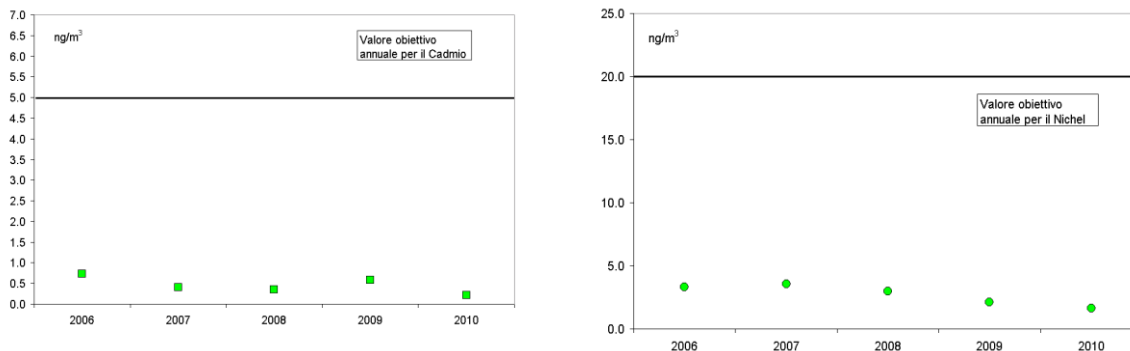 7.0
6.5
6.0
5.5
5.0
4.5
4.0
3.5
3.0
2.5
2.0
1.5
1.0
0.5
0.0
ng/m³
Valore obiettivo
annuale per il Cadmio
2006 2007 2008 2009 2010
25.0
20.0
15.0
10.0
5.0
0.0
ng/m³
Valore obiettivo
annuale per il Nichel
2006 2007 2008 2009 2010